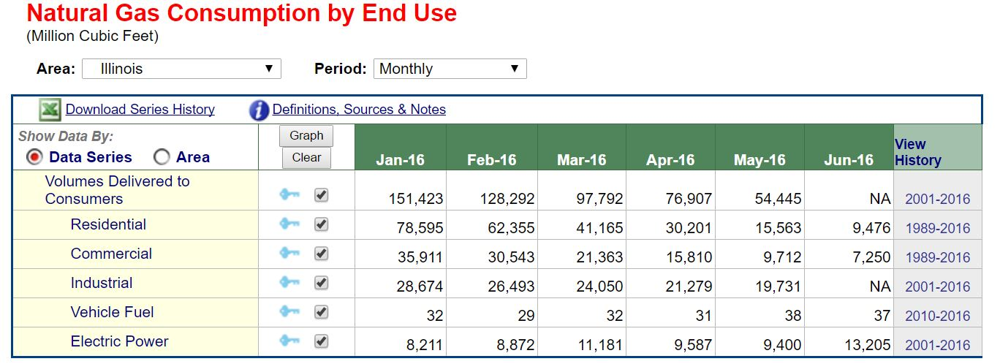 Natural Gas Consumption by End Use
(Million Cubic Feet)
Area: Illinois Period: Monthly
Download Series History Definitions, Sources & Notes
Show Data By:
Data Series Area
Graph
Clear
Jan-16 Feb-16 Mar-16 Apr-16 May-16 Jun-16 View History
Volumes Delivered to
Consumers 151,423 128,292 97,792 76,907 54,445 NA 2001-2016
Residential 78,595 62,355 41,165 30,201 15,563 9,476 1989-2016
Commercial 35,911 30,543 21,363 15,810 9,712 7,250 1989-2016
Industrial 28,674 26,493 24,050 21,279 19,731 NA 2001-2016
Vehicle Fuel 32 29 32 31 38 37 2010-2016
Electric Power 8,211 8,872 11,181 9,587 9,400 13,205 2001-2016